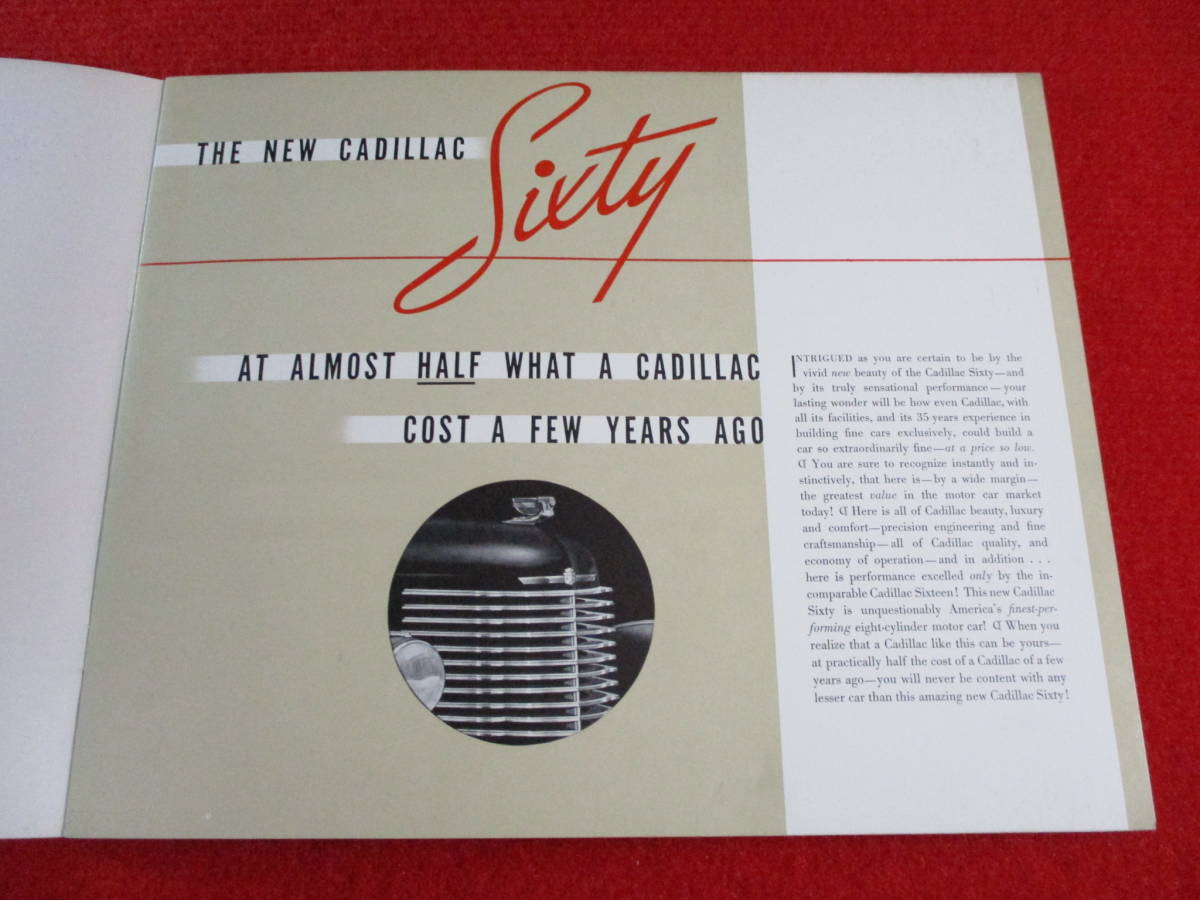 THE NEW CADILLAC Sixty
AT ALMOST HALF WHAT A CADILLAC
COST A FEW YEARS AGO
INTRIGUED as you are certain to be by the
vivid new beauty of the Cadillac Sixty—and
by its truly sensational performance—your
lasting wonder will be how even Cadillac, with
all its facilities, and its 35 years experience in
building fine cars exclusively, could build a
car so extraordinarily fine—at a price so low.
¶ You are sure to recognize instantly and in-
stinctively, that here is—by a wide margin—
the greatest value in the motor car market
today! ¶ Here is all of Cadillac beauty, luxury
and comfort—precision engineering and fine
craftsmanship—all of Cadillac quality, and
economy of operation—and in addition . . .
here is performance excelled only by the in-
comparable Cadillac Sixteen! This new Cadillac
Sixty is unquestionably America's finest-per-
forming eight-cylinder motor car! ¶ When you
realize that a Cadillac like this can be yours—
at practically half the cost of a Cadillac of a few
years ago—you will never be content with any
lesser car than this amazing new Cadillac Sixty!